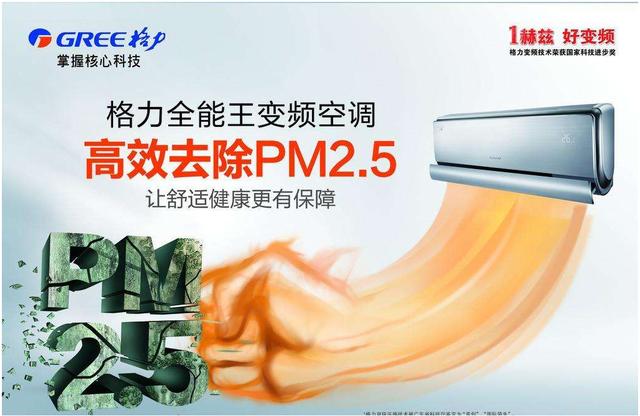 GREE 格力
掌握核心科技
1赫兹 好变频
格力变频技术荣获国家科技进步奖
格力全能王变频空调
高效去除PM2.5
让舒适健康更有保障
PM
2.5